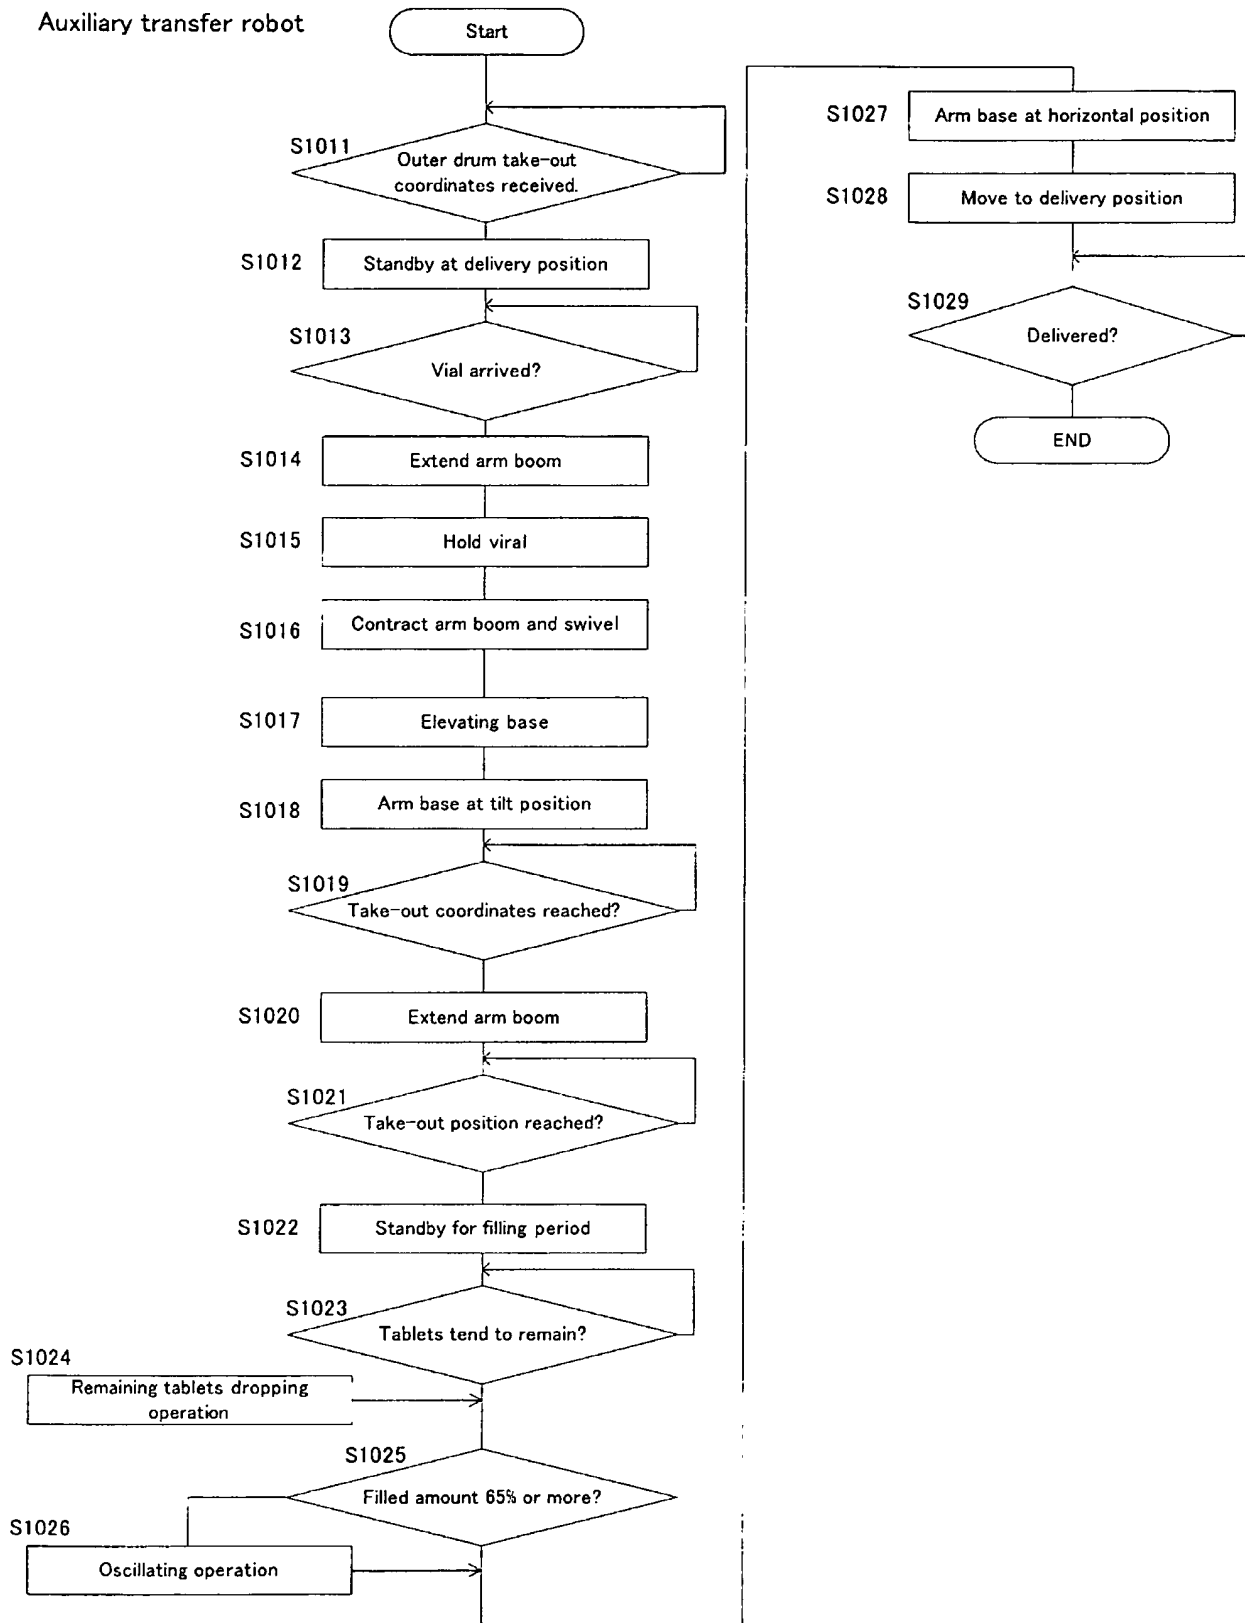 Auxiliary transfer robot
Start
S1011
Outer drum take-out
coordinates received.
S1012
Standby at delivery position
S1013
Vial arrived?
S1014
Extend arm boom
S1015
Hold viral
S1016
Contract arm boom and swivel
S1017
Elevating base
S1018
Arm base at tilt position
S1019
Take-out coordinates reached?
S1020
Extend arm boom
S1021
Take-out position reached?
S1022
Standby for filling period
S1023
Tablets tend to remain?
S1024
Remaining tablets dropping
operation
S1025
Filled amount 65% or more?
S1026
Oscillating operation
S1027
Arm base at horizontal position
S1028
Move to delivery position
S1029
Delivered?
END